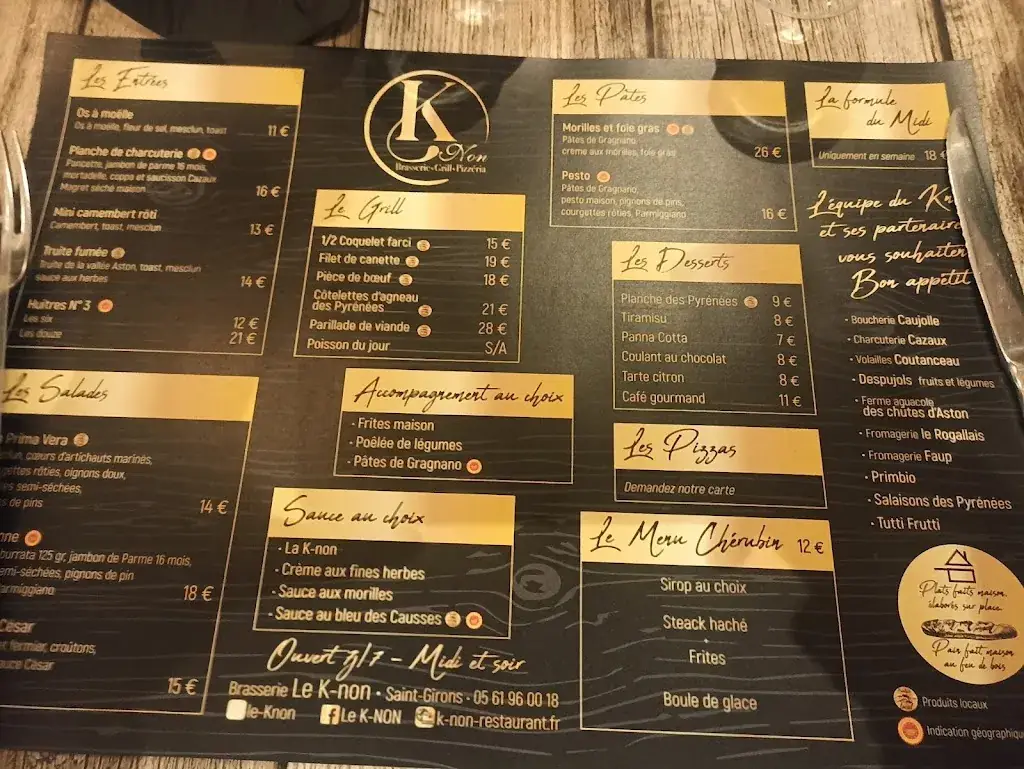 Les Entrées
Os à moëlle
Os à moëlle, fleur de sel, mesclun, toast 11 €
Planche de charcuterie
Pancetta, jambon de parme 16 mois,
mortadelle, coppa et saucisson Cazaux
Magret séché maison 16 €
Mini camembert rôti
Camembert, toast, mesclun 13 €
Truite fumée
Truite de la vallée Aston, toast, mesclun
sauce aux herbes 14 €
Huîtres N° 3
Les six 12 €
Les douze 21 €
Les Salades
Prima Vera
cœurs d'artichauts marinés,
rôties, oignons doux,
semi-séchées,
de pins 14 €
burrata 125 gr, jambon de Parme 16 mois,
semi-séchées, pignons de pin
18 €
César
fermier, croûtons,
sauce César
15 €
K
Non
Brasserie-Grill-Pizzéria
Le Grill
1/2 Coquelet farci 15 €
Filet de canette 19 €
Pièce de bœuf 18 €
Côtelettes d'agneau
des Pyrénées 21 €
Parillade de viande 28 €
Poisson du jour S/A
Accompagnement au choix
- Frites maison
- Poêlée de légumes
- Pâtes de Gragnano
Sauce au choix
- La K-non
- Crème aux fines herbes
- Sauce aux morilles
- Sauce au bleu des Causses
Ouvert 7j/7 - Midi et soir
Brasserie Le K-non • Saint-Girons • 05 61 96 00 18
le-Knon Le K-NON k-non-restaurant.fr
Les Pâtes
Morilles et foie gras
Pâtes de Gragnano
crème aux morilles, foie gras 26 €
Pesto
Pâtes de Gragnano,
pesto maison, pignons de pins,
courgettes rôties, Parmiggiano 16 €
Les Desserts
Planche des Pyrénées 9 €
Tiramisu 8 €
Panna Cotta 7 €
Coulant au chocolat 8 €
Tarte citron 8 €
Café gourmand 11 €
Les Pizzas
Demandez notre carte
Le Menu Chérubin 12 €
Sirop au choix
Steack haché
Frites
Boule de glace
La formule
du Midi
Uniquement en semaine 18 €
L'équipe du
et ses partenaires
vous souhaitent
Bon appétit
- Boucherie Caujolle
- Charcuterie Cazaux
- Volailles Coutanceau
- Despujols fruits et légumes
- Ferme aquacole
des chutes d'Aston
- Fromagerie le Rogallais
- Fromagerie Faup
- Primbio
- Salaisons des Pyrénées
- Tutti Frutti
Plats faits maison,
élaborés sur place
Pain fait maison
au feu de bois
Produits locaux
Indication géographique